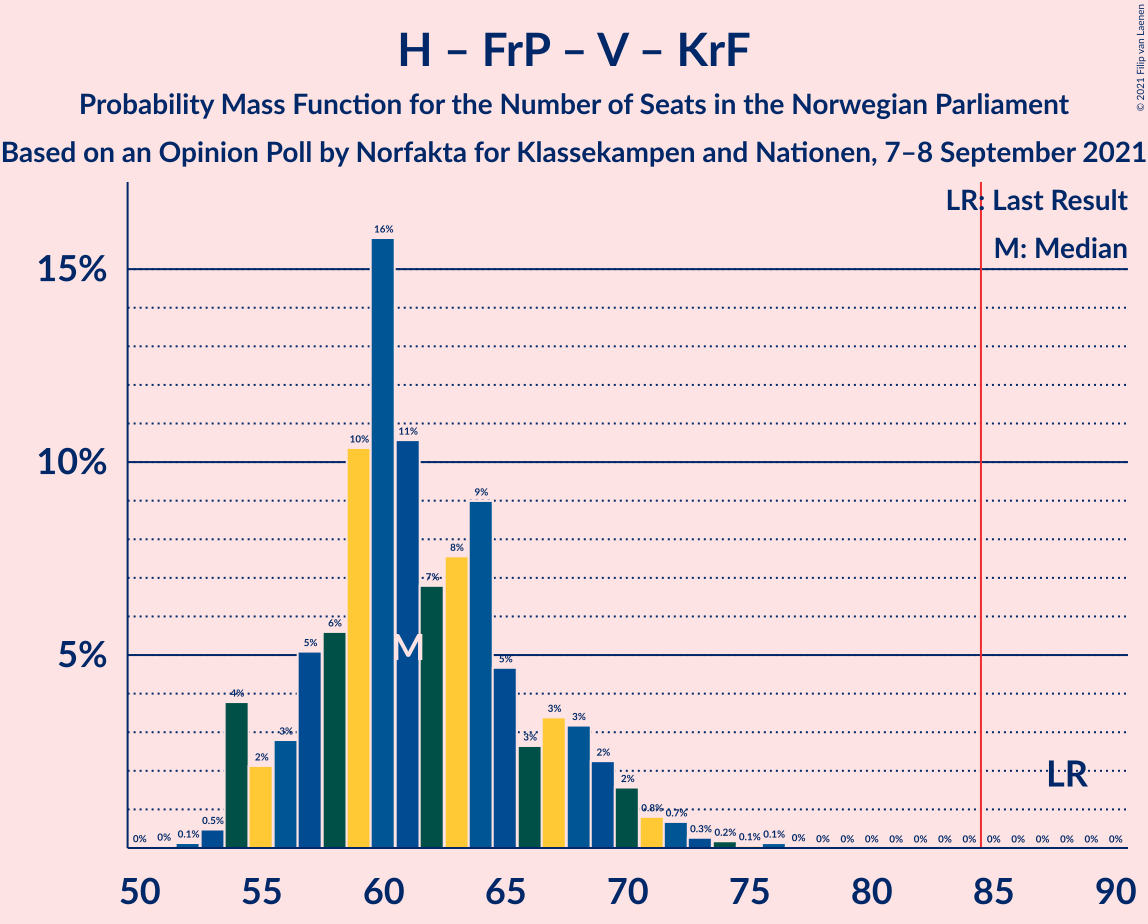 H – FrP – V – KrF
Probability Mass Function for the Number of Seats in the Norwegian Parliament
Based on an Opinion Poll by Norfakta for Klassekampen and Nationen, 7–8 September 2021
© 2021 Filip van Laenen
LR: Last Result
M: Median
15%
10%
5%
0% 0% 0.1% 0.5% 4% 2% 3% 5% 6% 10% 16% 11% 7% 8% 9% 5% 3% 3% 3% 2% 2% 0.8% 0.7% 0.3% 0.2% 0.1% 0.1% 0% 0% 0% 0% 0% 0% 0% 0% 0% 0% 0% 0% 0% 0%
M
LR
50 55 60 65 70 75 80 85 90